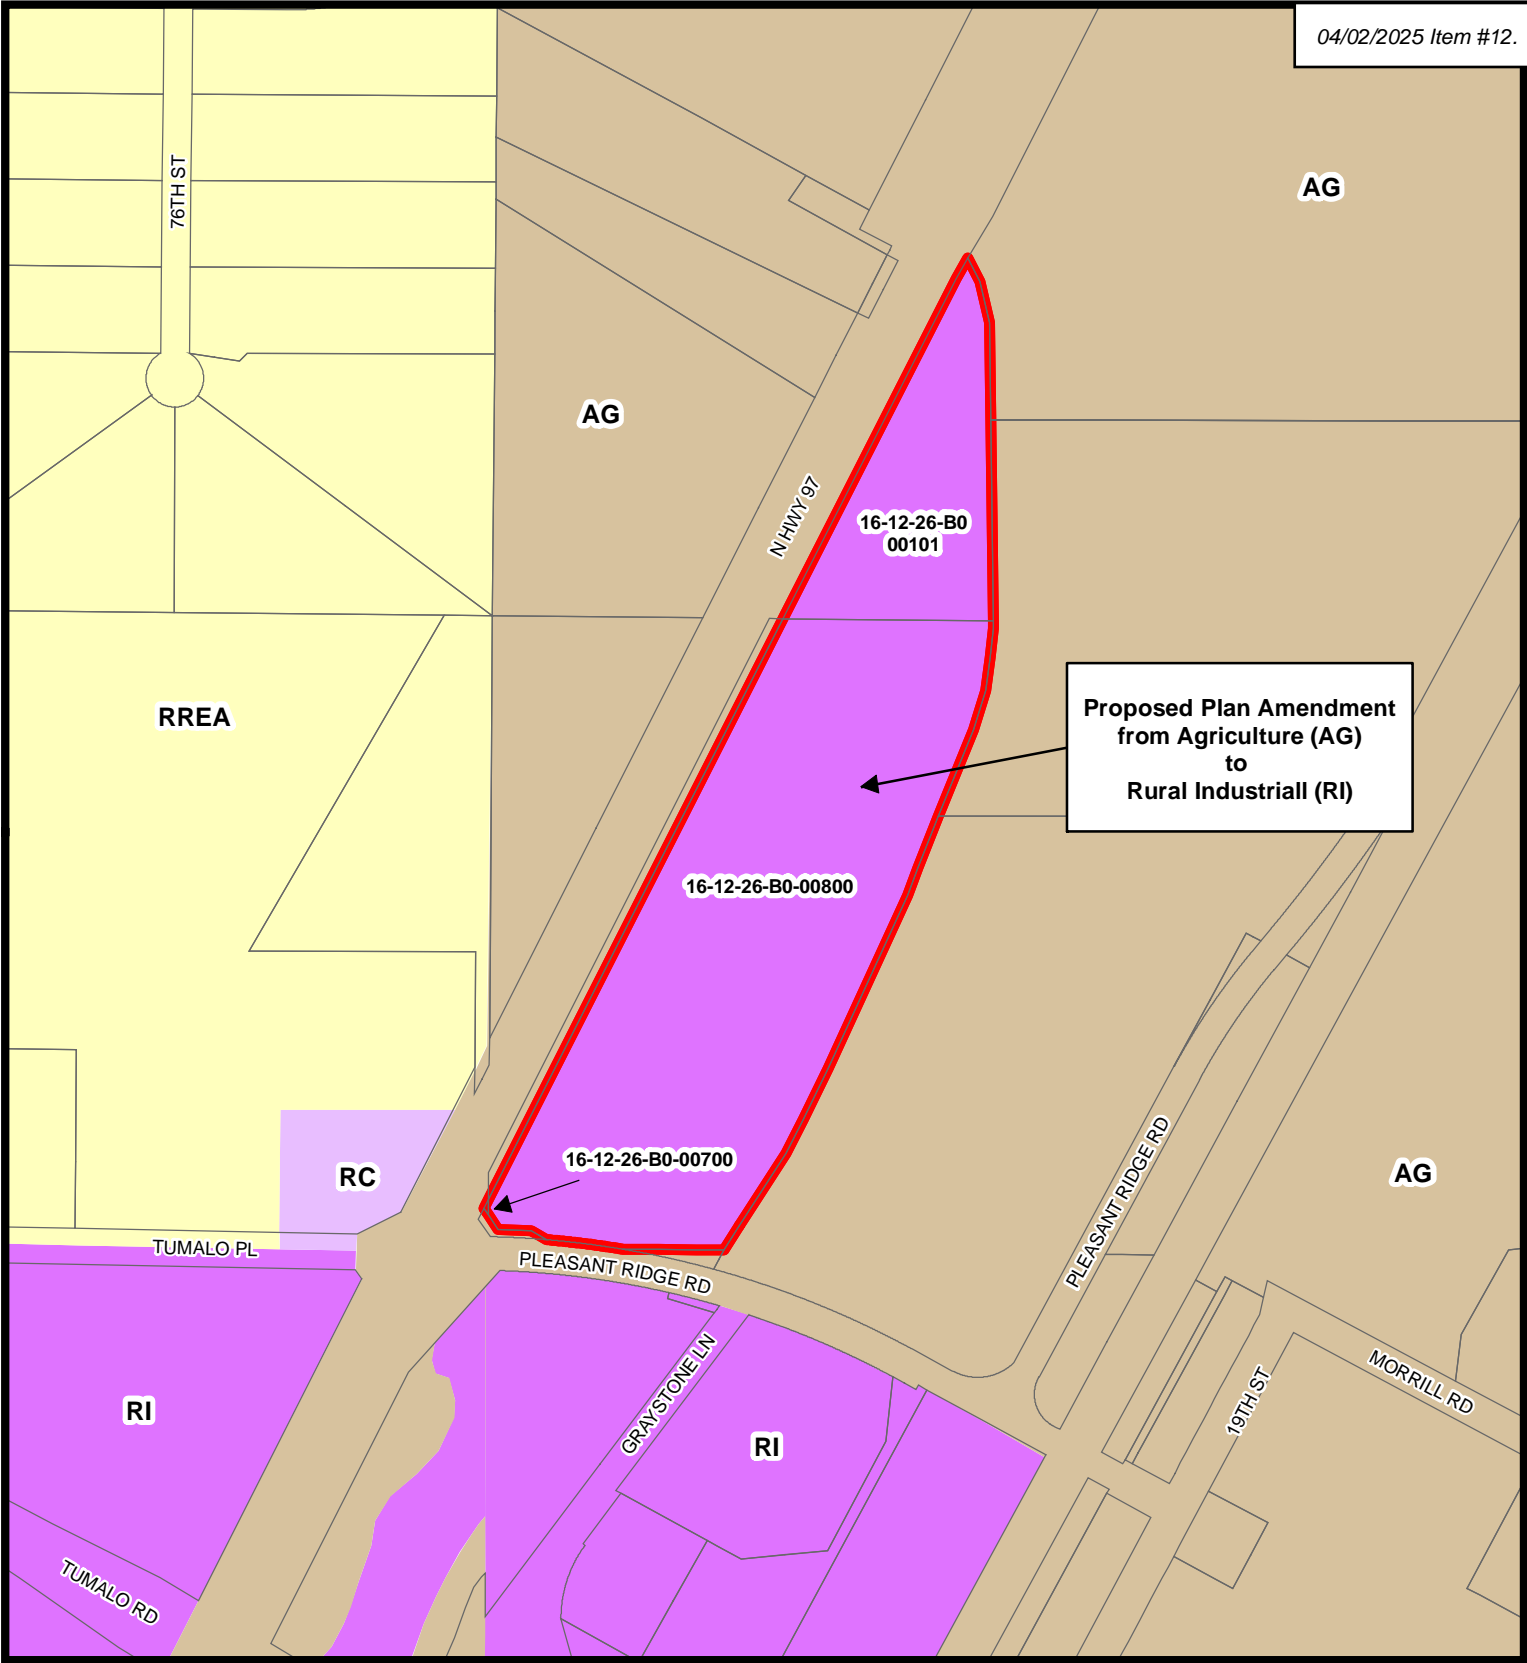 04/02/2025 Item #12.
76TH ST
AG
AG
N HWY 97
16-12-26-B0
00101
RREA
Proposed Plan Amendment
from Agriculture (AG)
to
Rural Industriall (RI)
16-12-26-B0-00800
16-12-26-B0-00700
RC
AG
PLEASANT RIDGE RD
TUMALO PL
PLEASANT RIDGE RD
GRAYSTONE LN
MORRILL RD
19TH ST
RI
RI
TUMALO RD